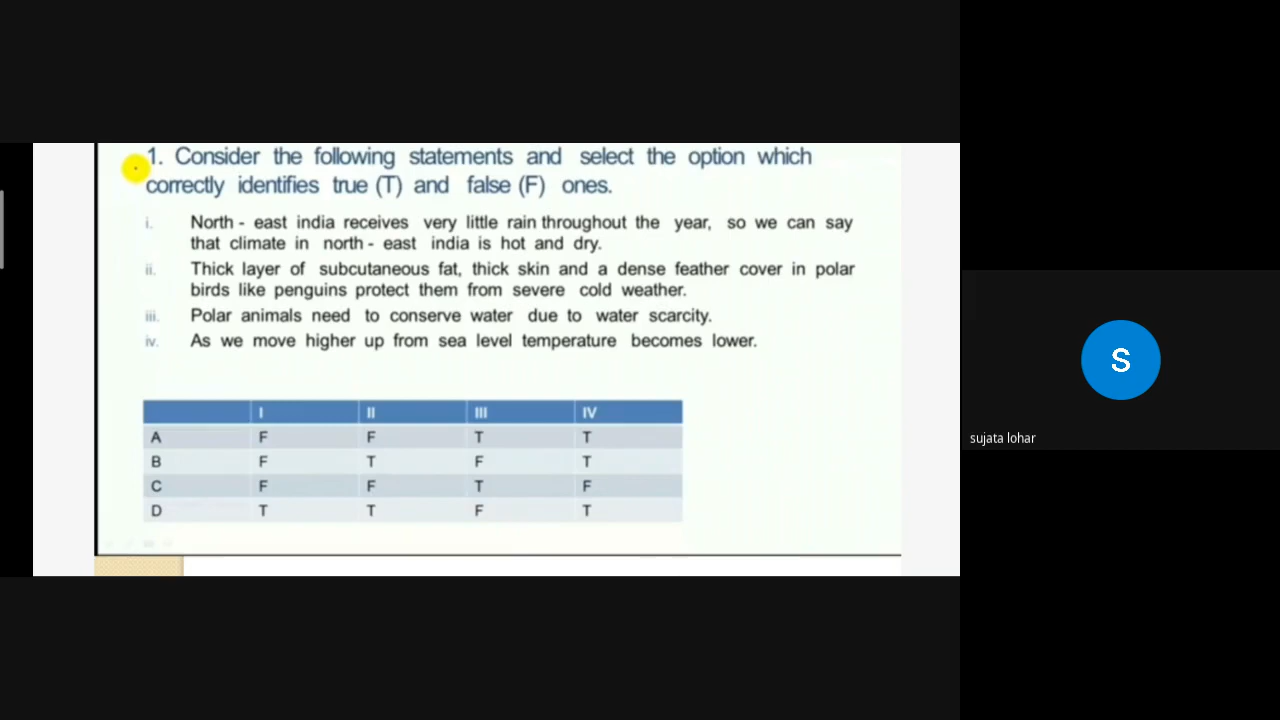 1. Consider the following statements and select the option which
correctly identifies true (T) and false (F) ones.
i. North - east india receives very little rain throughout the year, so we can say
that climate in north - east india is hot and dry.
ii. Thick layer of subcutaneous fat, thick skin and a dense feather cover in polar
birds like penguins protect them from severe cold weather.
iii. Polar animals need to conserve water due to water scarcity.
iv. As we move higher up from sea level temperature becomes lower.
I II III IV
A F F T T
B F T F T
C F F T F
D T T F T
S
sujata lohar